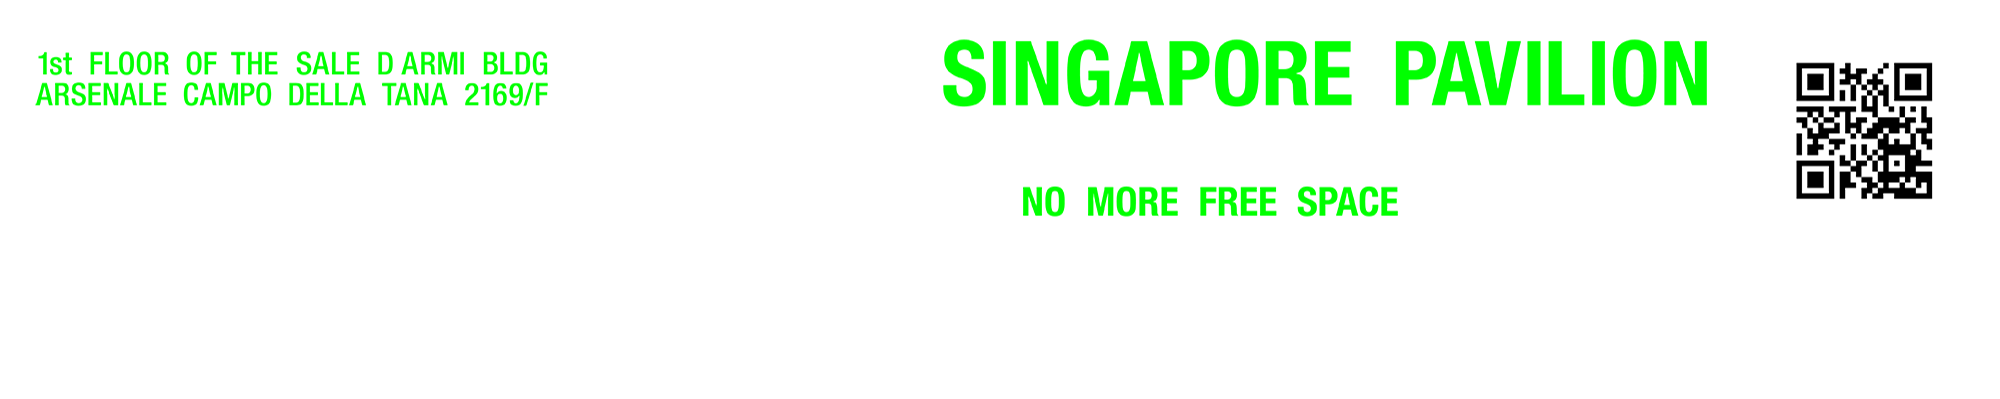 1st FLOOR OF THE SALE D ARMI BLDG
ARSENALE CAMPO DELLA TANA 2169/F
SINGAPORE PAVILION
NO MORE FREE SPACE